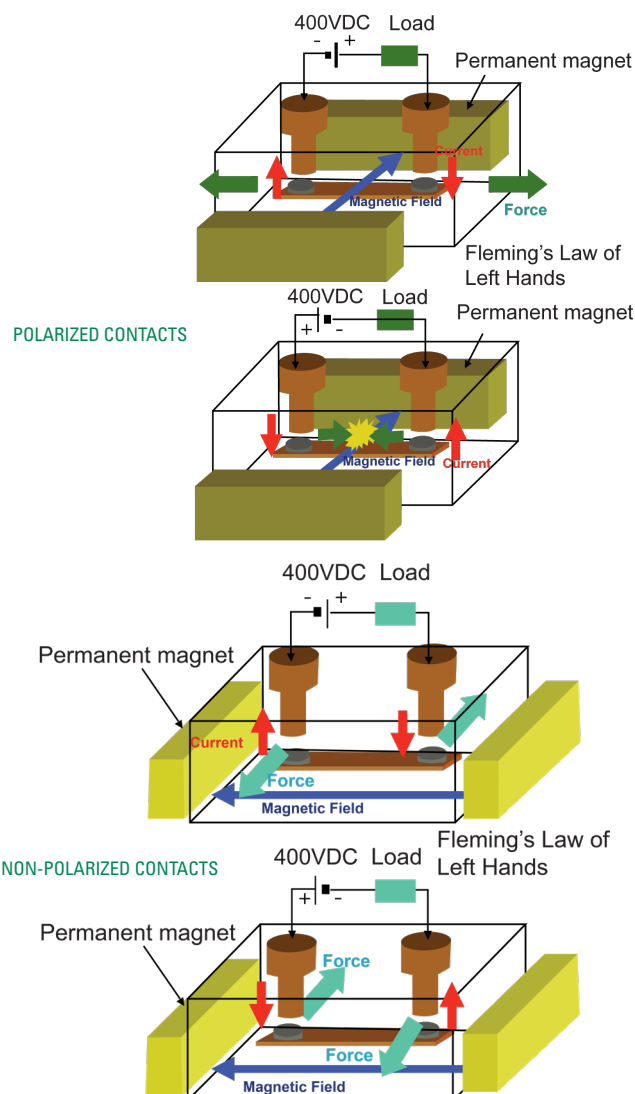 400VDC Load
- +
Permanent magnet
Current
Magnetic Field
Force
Fleming's Law of
Left Hands
400VDC Load
Permanent magnet
+ -
POLARIZED CONTACTS
Magnetic Field
Current
400VDC Load
- +
Permanent magnet
Current
Force
Magnetic Field
Fleming's Law of
Left Hands
400VDC Load
NON-POLARIZED CONTACTS
+ -
Permanent magnet
Force
Force
Magnetic Field